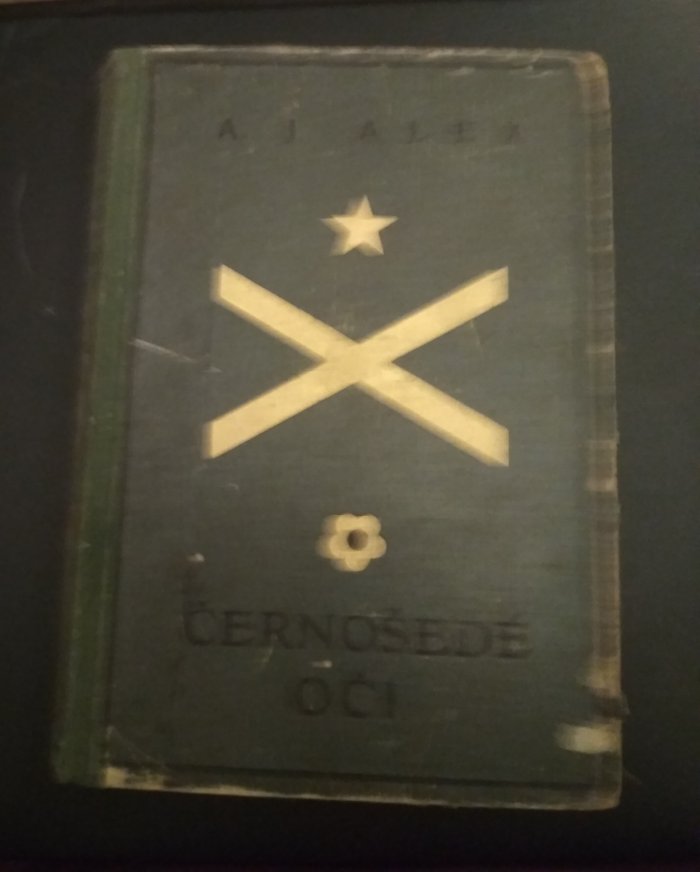 A. J. ALEX
ČERNOŠEDÉ
OČI